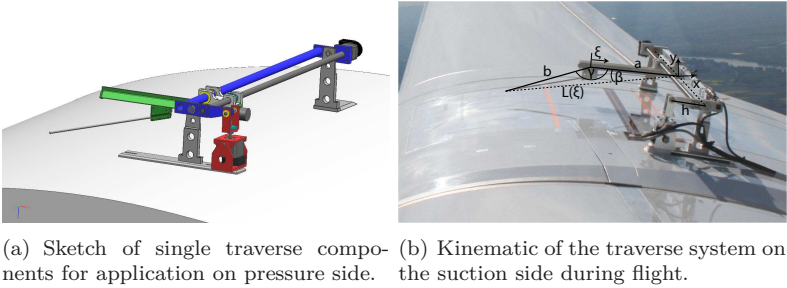 ξ
y
a
b
γ
β
x
L(ξ)
h
(a) Sketch of single traverse compo-
nents for application on pressure side.
(b) Kinematic of the traverse system on
the suction side during flight.